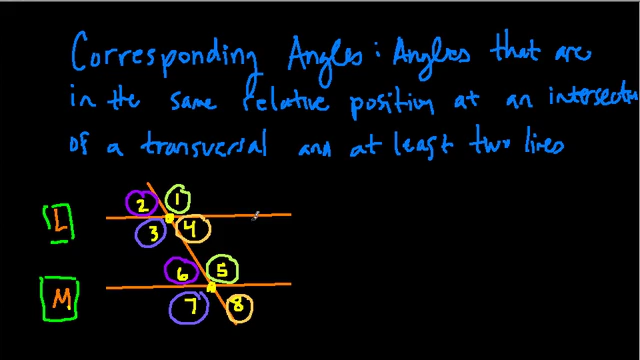 Corresponding Angles: Angles that are
in the same relative position at an intersection
of a transversal and at least two lines
2 1
L
3 4
6 5
M
7 8